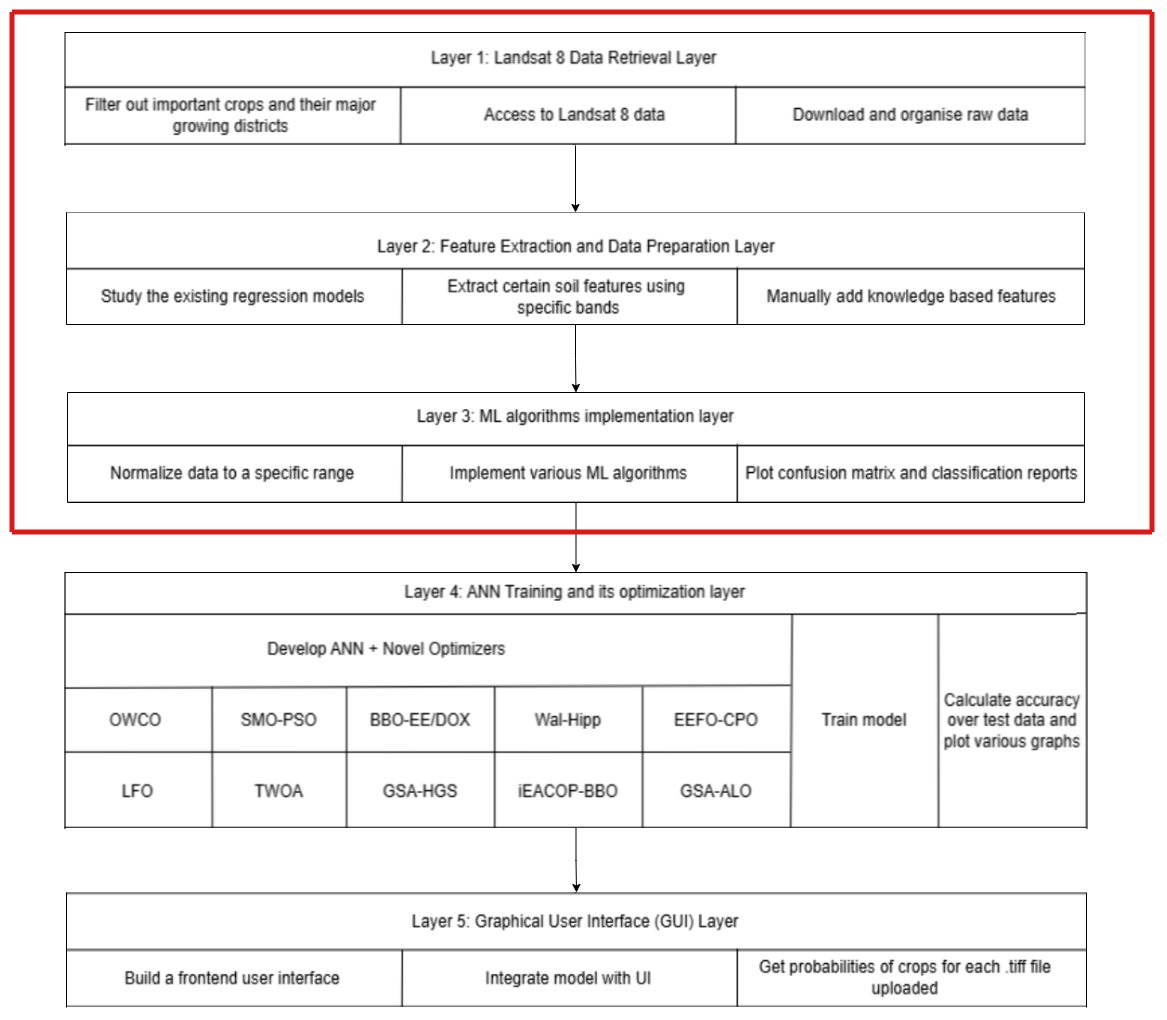 Layer 1: Landsat 8 Data Retrieval Layer
Filter out important crops and their major
growing districts
Access to Landsat 8 data
Download and organise raw data
Layer 2: Feature Extraction and Data Preparation Layer
Study the existing regression models
Extract certain soil features using
specific bands
Manually add knowledge based features
Layer 3: ML algorithms implementation layer
Normalize data to a specific range
Implement various ML algorithms
Plot confusion matrix and classification reports
Layer 4: ANN Training and its optimization layer
Develop ANN + Novel Optimizers
OWCO
SMO-PSO
BBO-EE/DOX
Wal-Hipp
EEFO-CPO
LFO
TWOA
GSA-HGS
iEACOP-BBO
GSA-ALO
Train model
Calculate accuracy
over test data and
plot various graphs
Layer 5: Graphical User Interface (GUI) Layer
Build a frontend user interface
Integrate model with UI
Get probabilities of crops for each .tiff file
uploaded